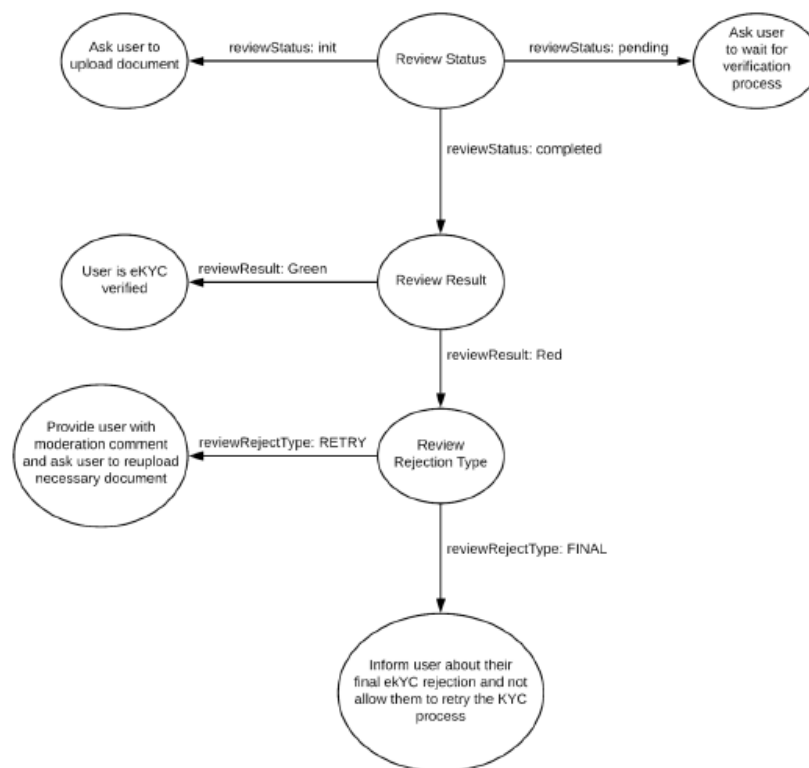 Ask user to
upload document
reviewStatus: init
Review Status
reviewStatus: pending
Ask user
to wait for
verification
process
reviewStatus: completed
User is eKYC
verified
reviewResult: Green
Review Result
reviewResult: Red
Provide user with
moderation comment
and ask user to reupload
necessary document
reviewRejectType: RETRY
Review
Rejection Type
reviewRejectType: FINAL
Inform user about their
final ekYC rejection and not
allow them to retry the KYC
process